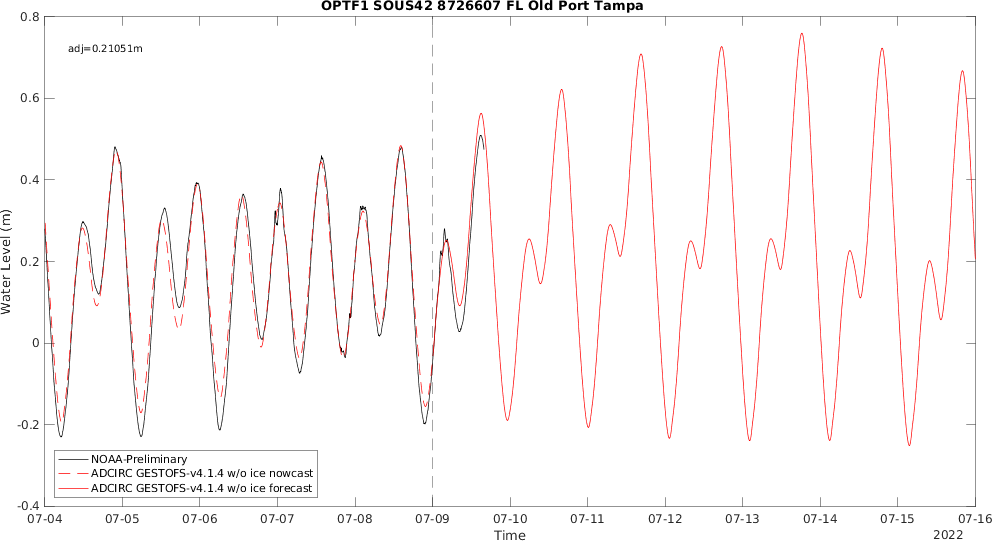 OPTF1 SOUS42 8726607 FL Old Port Tampa
adj=0.21051m
Water Level (m)
0.8
0.6
0.4
0.2
0
-0.2
-0.4
NOAA-Preliminary
ADCIRC GESTOFS-v4.1.4 w/o ice nowcast
ADCIRC GESTOFS-v4.1.4 w/o ice forecast
07-04 07-05 07-06 07-07 07-08 07-09 07-10 07-11 07-12 07-13 07-14 07-15 07-16
Time
2022